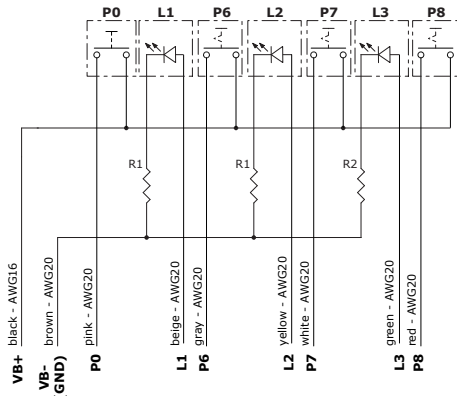 P0 L1 P6 L2 P7 L3 P8
R1 R1 R2
black - AWG16
brown - AWG20
pink - AWG20
beige - AWG20
gray - AWG20
yellow - AWG20
white - AWG20
green - AWG20
red - AWG20
VB+
VB-
(GND)
P0
L1
P6
L2
P7
L3
P8